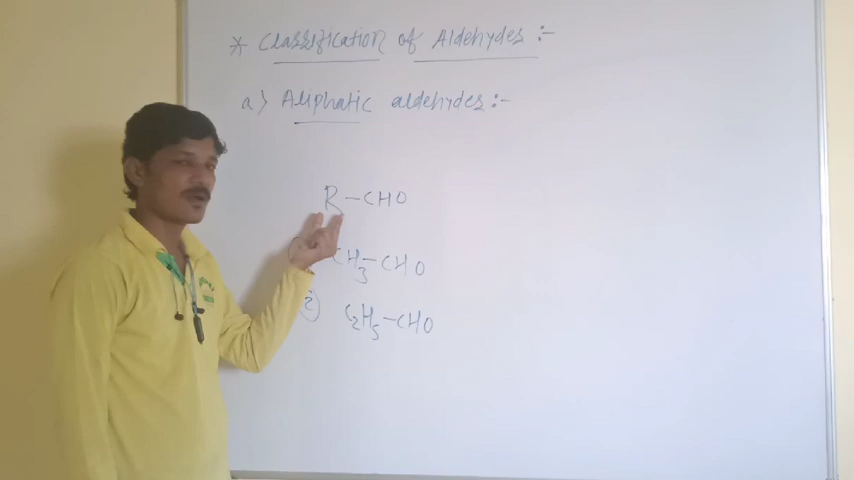 * Classification of Aldehydes :-
a) Aliphatic aldehydes :-
R-CHO
CH₃-CHO
2) C₂H₅-CHO